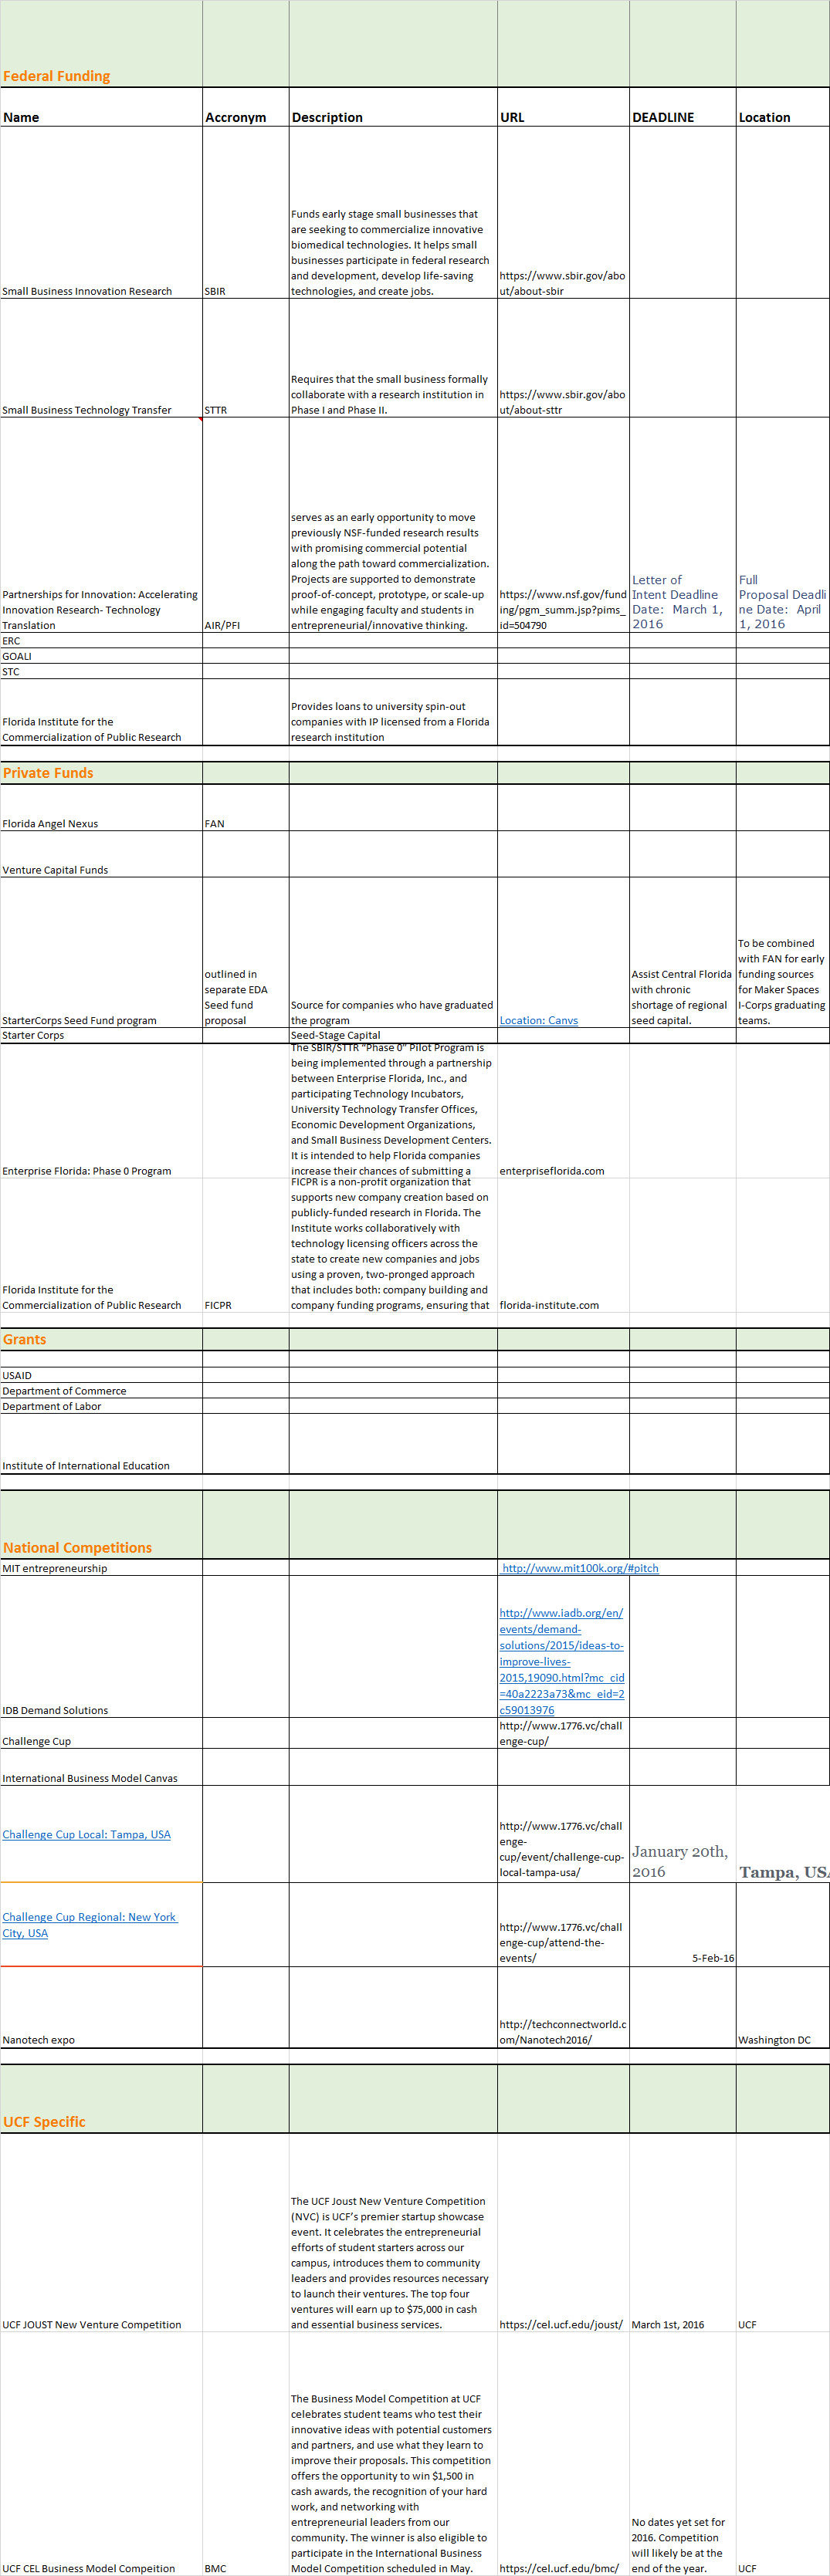 Federal Funding
Name Accronym Description URL DEADLINE Location
Funds early stage small businesses that
are seeking to commercialize innovative
biomedical technologies. It helps small
businesses participate in federal research
and development, develop life-saving
technologies, and create jobs.
https://www.sbir.gov/abo
ut/about-sbir
Small Business Innovation Research SBIR
Requires that the small business formally
collaborate with a research institution in
Phase I and Phase II.
https://www.sbir.gov/abo
ut/about-sttr
Small Business Technology Transfer STTR
serves as an early opportunity to move
previously NSF-funded research results
with promising commercial potential
along the path toward commercialization.
Projects are supported to demonstrate
proof-of-concept, prototype, or scale-up
while engaging faculty and students in
entrepreneurial/innovative thinking.
Partnerships for Innovation: Accelerating
Innovation Research- Technology
Translation
AIR/PFI
https://www.nsf.gov/fund
ing/pgm_summ.jsp?pims_
id=504790
Letter of
Intent Deadline
Date: March 1,
2016
Full
Proposal Deadli
ne Date: April
1, 2016
ERC
GOALI
STC
Florida Institute for the
Commercialization of Public Research
Provides loans to university spin-out
companies with IP licensed from a Florida
research institution
Private Funds
Florida Angel Nexus FAN
Venture Capital Funds
StarterCorps Seed Fund program
outlined in
separate EDA
Seed fund
proposal
Source for companies who have graduated
the program
Location: Canvs
Assist Central Florida
with chronic
shortage of regional
seed capital.
To be combined
with FAN for early
funding sources
for Maker Spaces
I-Corps graduating
teams.
Starter Corps Seed-Stage Capital
The SBIR/STTR “Phase 0” Pilot Program is
being implemented through a partnership
between Enterprise Florida, Inc., and
participating Technology Incubators,
University Technology Transfer Offices,
Economic Development Organizations,
and Small Business Development Centers.
It is intended to help Florida companies
increase their chances of submitting a
Enterprise Florida: Phase 0 Program
enterpriseflorida.com
FICPR is a non-profit organization that
supports new company creation based on
publicly-funded research in Florida. The
Institute works collaboratively with
technology licensing officers across the
state to create new companies and jobs
using a proven, two-pronged approach
that includes both: company building and
company funding programs, ensuring that
Florida Institute for the
Commercialization of Public Research
FICPR
florida-institute.com
Grants
USAID
Department of Commerce
Department of Labor
Institute of International Education
National Competitions
MIT entrepreneurship http://www.mit100k.org/#pitch
http://www.iadb.org/en/
events/demand-
solutions/2015/ideas-to-
improve-lives-
2015,19090.html?mc_cid
=40a2223a73&mc_eid=2
c59013976
IDB Demand Solutions
http://www.1776.vc/chall
enge-cup/
Challenge Cup
International Business Model Canvas
Challenge Cup Local: Tampa, USA
http://www.1776.vc/chall
enge-
cup/event/challenge-cup-
local-tampa-usa/
January 20th,
2016
Tampa, USA
Challenge Cup Regional: New York
City, USA
http://www.1776.vc/chall
enge-cup/attend-the-
events/
5-Feb-16
Nanotech expo
http://techconnectworld.c
om/Nanotech2016/
Washington DC
UCF Specific
The UCF Joust New Venture Competition
(NVC) is UCF’s premier startup showcase
event. It celebrates the entrepreneurial
efforts of student starters across our
campus, introduces them to community
leaders and provides resources necessary
to launch their ventures. The top four
ventures will earn up to $75,000 in cash
and essential business services.
UCF JOUST New Venture Competition
https://cel.ucf.edu/joust/ March 1st, 2016 UCF
The Business Model Competition at UCF
celebrates student teams who test their
innovative ideas with potential customers
and partners, and use what they learn to
improve their proposals. This competition
offers the opportunity to win $1,500 in
cash awards, the recognition of your hard
work, and networking with
entrepreneurial leaders from our
community. The winner is also eligible to
participate in the International Business
Model Competition scheduled in May.
UCF CEL Business Model Compeition BMC
https://cel.ucf.edu/bmc/
No dates yet set for
2016. Competition
will likely be at the
end of the year.
UCF